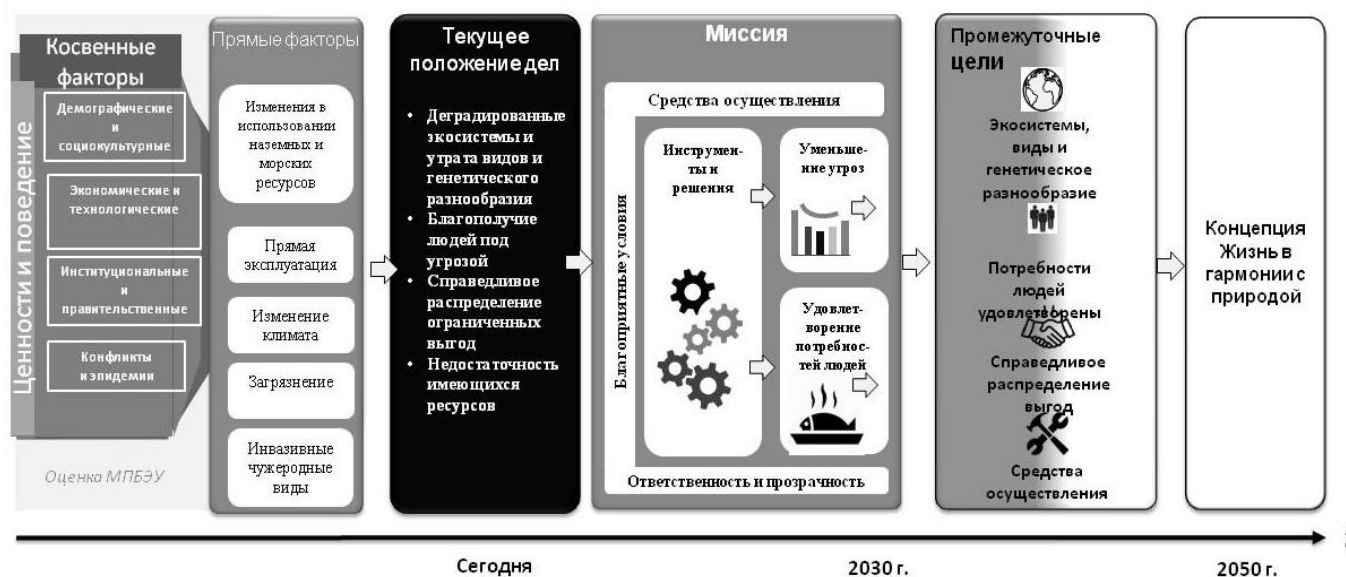 Ценности и поведение
Косвенные
факторы
Демографические
и
социокультурные
Экономические и
технологические
Институциональные
и
правительственные
Конфликты
и эпидемии
Оценка МПБЭУ
Прямые факторы
Изменения в
использовании
наземных и
морских
ресурсов
Прямая
эксплуатация
Изменение
климата
Загрязнение
Инвазивные
чужеродные
виды
Текущее
положение дел
• Деградированные
экосистемы и
утрата видов и
генетического
разнообразия
• Благополучие
людей под
угрозой
• Справедливое
распределение
ограниченных
выгод
• Недостаточность
имеющихся
ресурсов
Миссия
Средства осуществления
Благоприятные условия
Инструмен-
ты и
решения
Уменьше-
ние угроз
Удовлет-
ворение
потребнос-
тей людей
Ответственность и прозрачность
Промежуточные
цели
Экосистемы,
виды и
генетическое
разнообразие
Потребности
людей
удовлетворены
Справедливое
распределение
выгод
Средства
осуществления
Концепция
Жизнь в
гармонии с
природой
Сегодня
2030 г.
2050 г.